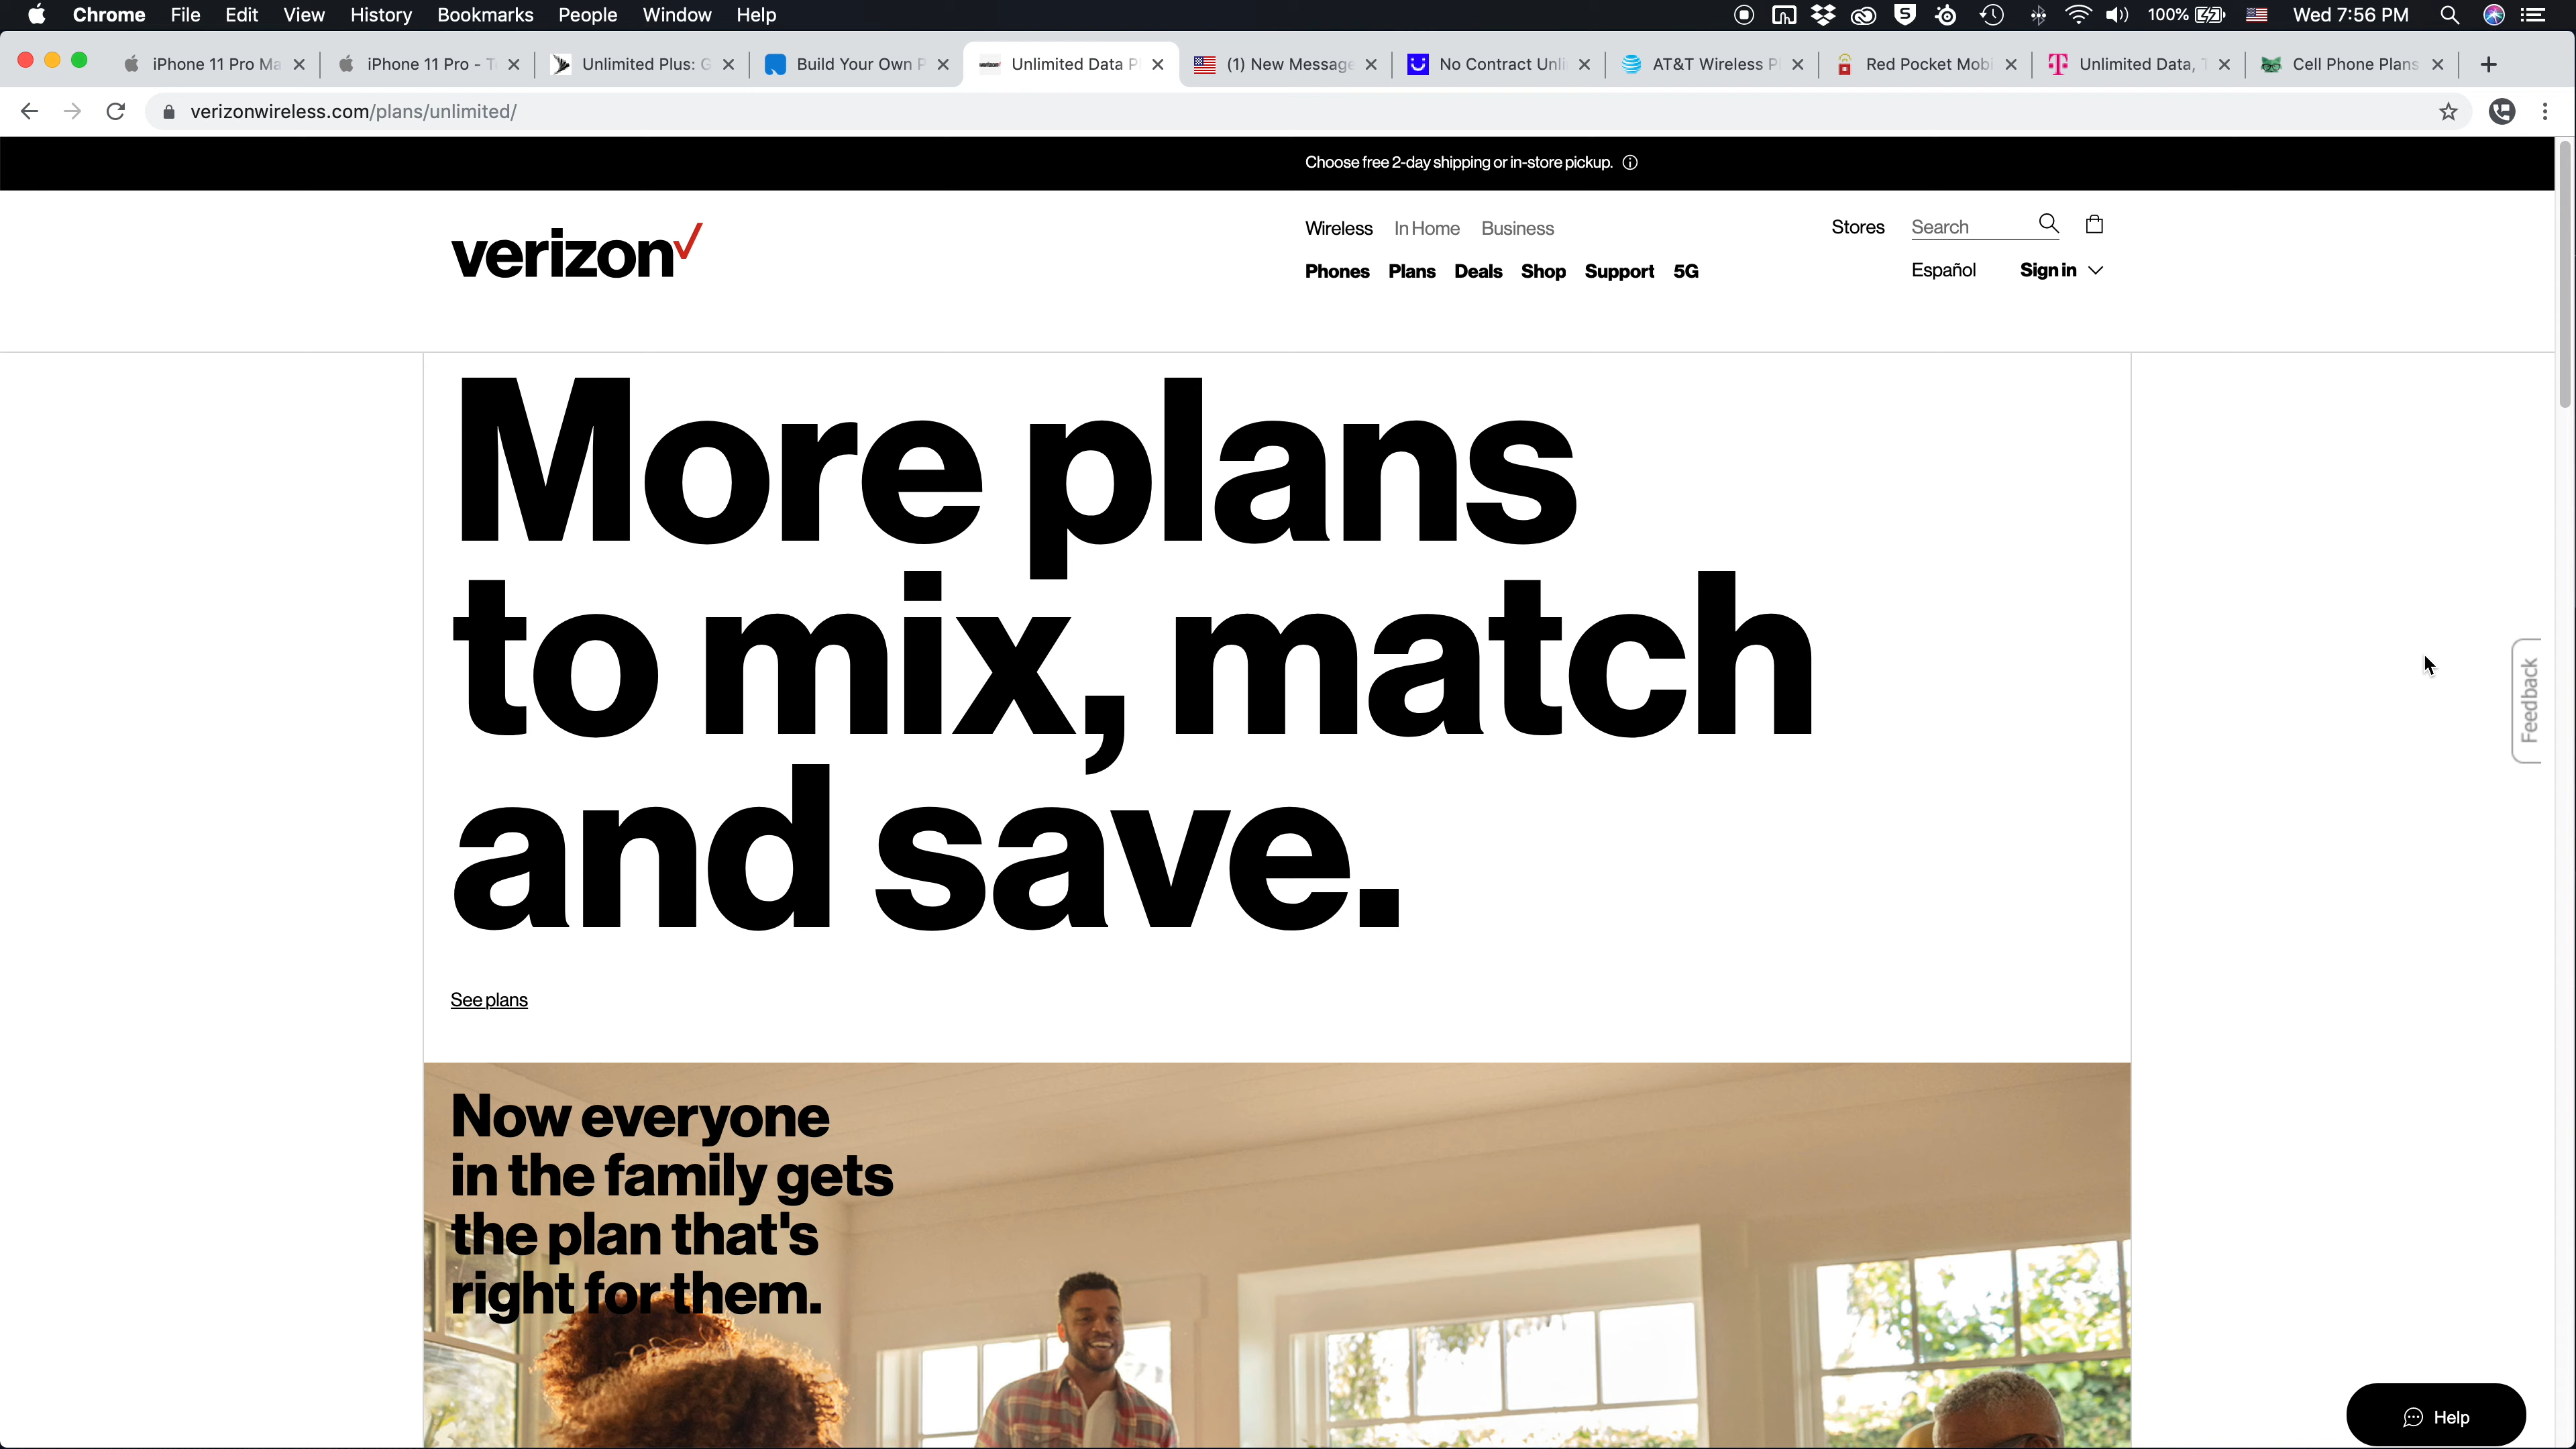 Chrome File Edit View History Bookmarks People Window Help
100% Wed 7:56 PM
iPhone 11 Pro Ma
iPhone 11 Pro - T
Unlimited Plus: G
Build Your Own P
Unlimited Data P
(1) New Message
No Contract Unli
AT&T Wireless P
Red Pocket Mobi
Unlimited Data, T
Cell Phone Plans
verizonwireless.com/plans/unlimited/
Choose free 2-day shipping or in-store pickup.
verizon
Wireless In Home Business
Stores Search
Phones Plans Deals Shop Support 5G
Español Sign in
More plans
to mix, match
and save.
Feedback
See plans
Now everyone
in the family gets
the plan that's
right for them.
Help